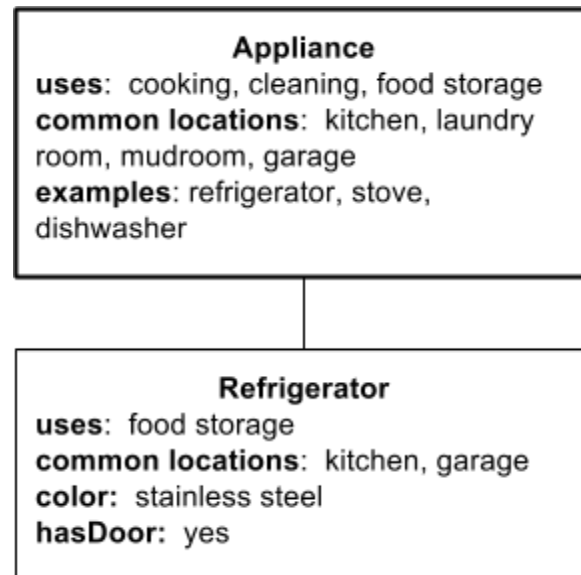 Appliance
uses: cooking, cleaning, food storage
common locations: kitchen, laundry
room, mudroom, garage
examples: refrigerator, stove,
dishwasher
Refrigerator
uses: food storage
common locations: kitchen, garage
color: stainless steel
hasDoor: yes